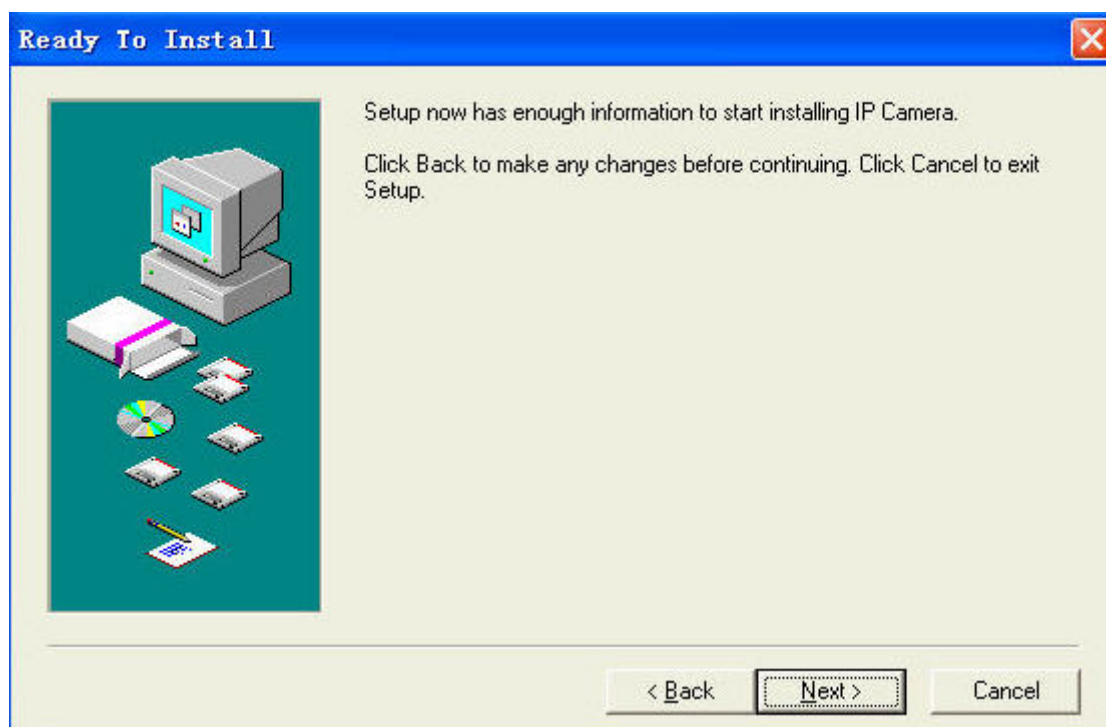 Ready To Install
Setup now has enough information to start installing IP Camera.
Click Back to make any changes before continuing. Click Cancel to exit
Setup.
< Back
Next >
Cancel